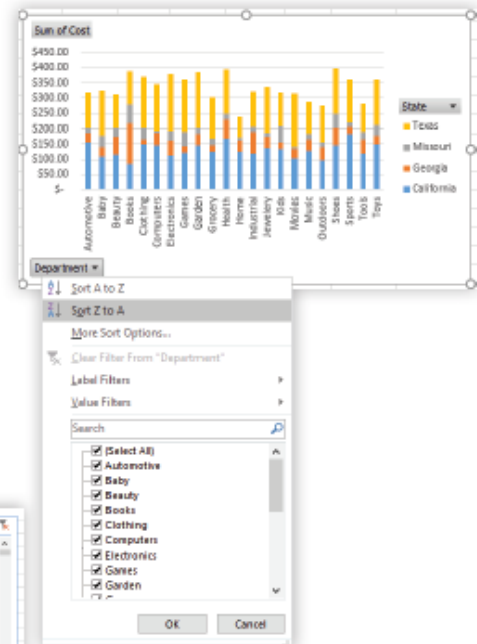 Sum of Cost
$450.00
$400.00
$350.00
$300.00
$250.00
$200.00
$150.00
$100.00
$50.00
$-
Automotive
Baby
Beauty
Books
Clothing
Computers
Electronics
Games
Garden
Grocery
Health
Home
Industrial
Jewelery
Kids
Movies
Music
Outdoors
Shoes
Sports
Tools
Toys
State
Texas
Missouri
Georgia
California
Department
Sort A to Z
Sort Z to A
More Sort Options...
Clear Filter From "Department"
Label Filters
Value Filters
Search
(Select All)
Automotive
Baby
Beauty
Books
Clothing
Computers
Electronics
Games
Garden
OK Cancel